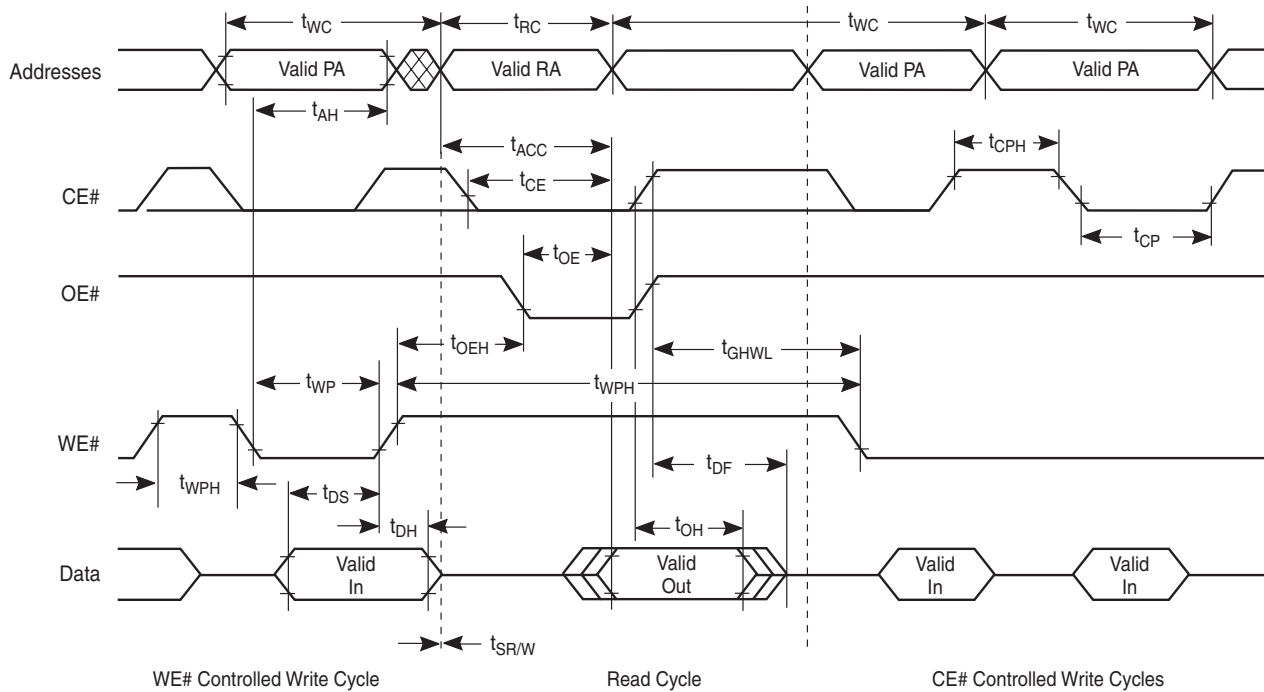 tWC tRC tWC tWC
Addresses Valid PA Valid RA Valid PA Valid PA
tAH
tACC tCPH
CE# tCE
tCP
tOE
OE#
tOEH tGHWL
tWP tWPH
WE#
tWPH tDS tDF
tDH tOH
Data Valid In Valid Out Valid In Valid In
tSR/W
WE# Controlled Write Cycle Read Cycle CE# Controlled Write Cycles